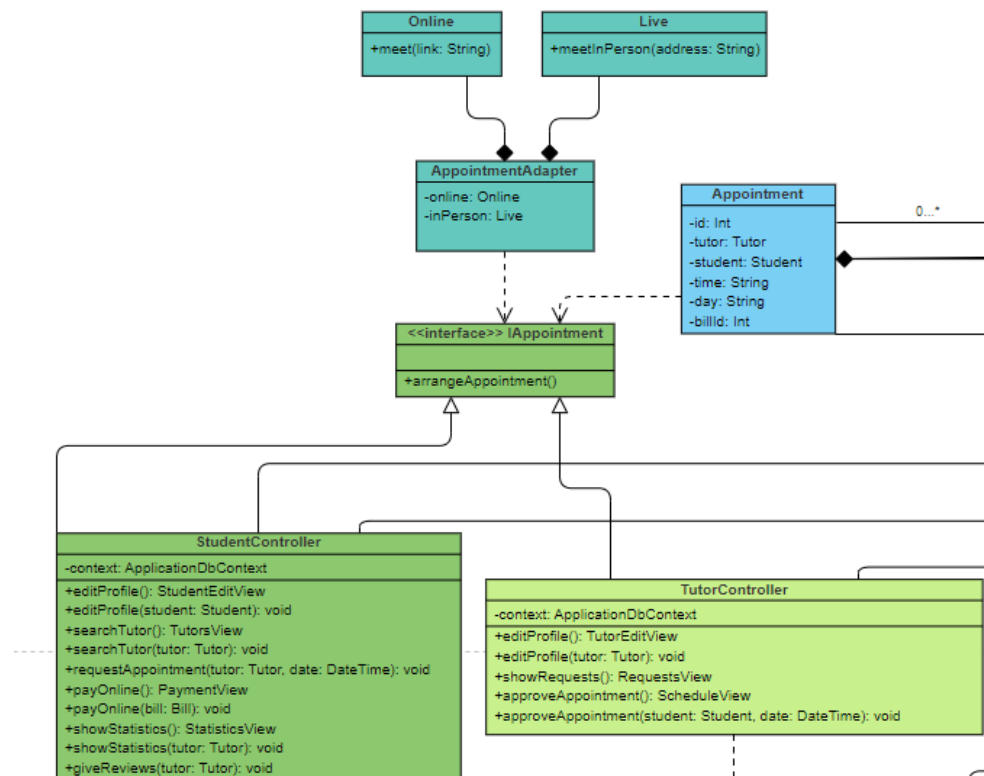 Online
+meet(link: String)
Live
+meetInPerson(address: String)
AppointmentAdapter
-online: Online
-inPerson: Live
Appointment
-id: Int
-tutor: Tutor
-student: Student
-time: String
-day: String
-billId: Int
0...*
<<interface>> IAppointment
+arrangeAppointment()
StudentController
-context: ApplicationDbContext
+editProfile(): StudentEditView
+editProfile(student: Student): void
+searchTutor(): TutorsView
+searchTutor(tutor: Tutor): void
+requestAppointment(tutor: Tutor, date: DateTime): void
+payOnline(): PaymentView
+payOnline(bill: Bill): void
+showStatistics(): StatisticsView
+showStatistics(tutor: Tutor): void
+giveReviews(tutor: Tutor): void
TutorController
-context: ApplicationDbContext
+editProfile(): TutorEditView
+editProfile(tutor: Tutor): void
+showRequests(): RequestsView
+approveAppointment(): ScheduleView
+approveAppointment(student: Student, date: DateTime): void